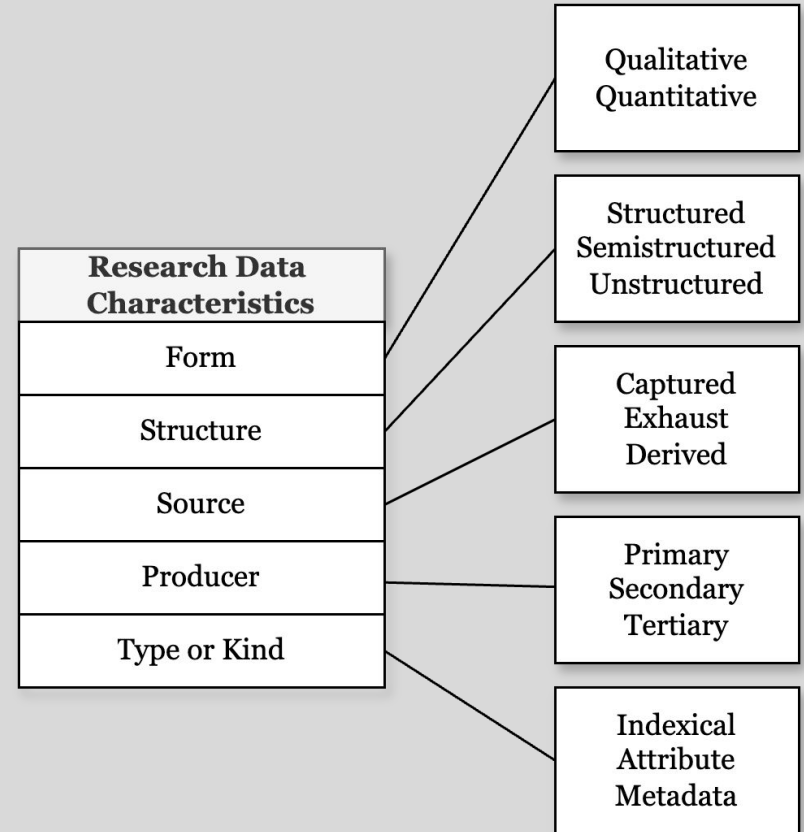 Research Data
Characteristics
Form
Structure
Source
Producer
Type or Kind
Qualitative
Quantitative
Structured
Semistructured
Unstructured
Captured
Exhaust
Derived
Primary
Secondary
Tertiary
Indexical
Attribute
Metadata